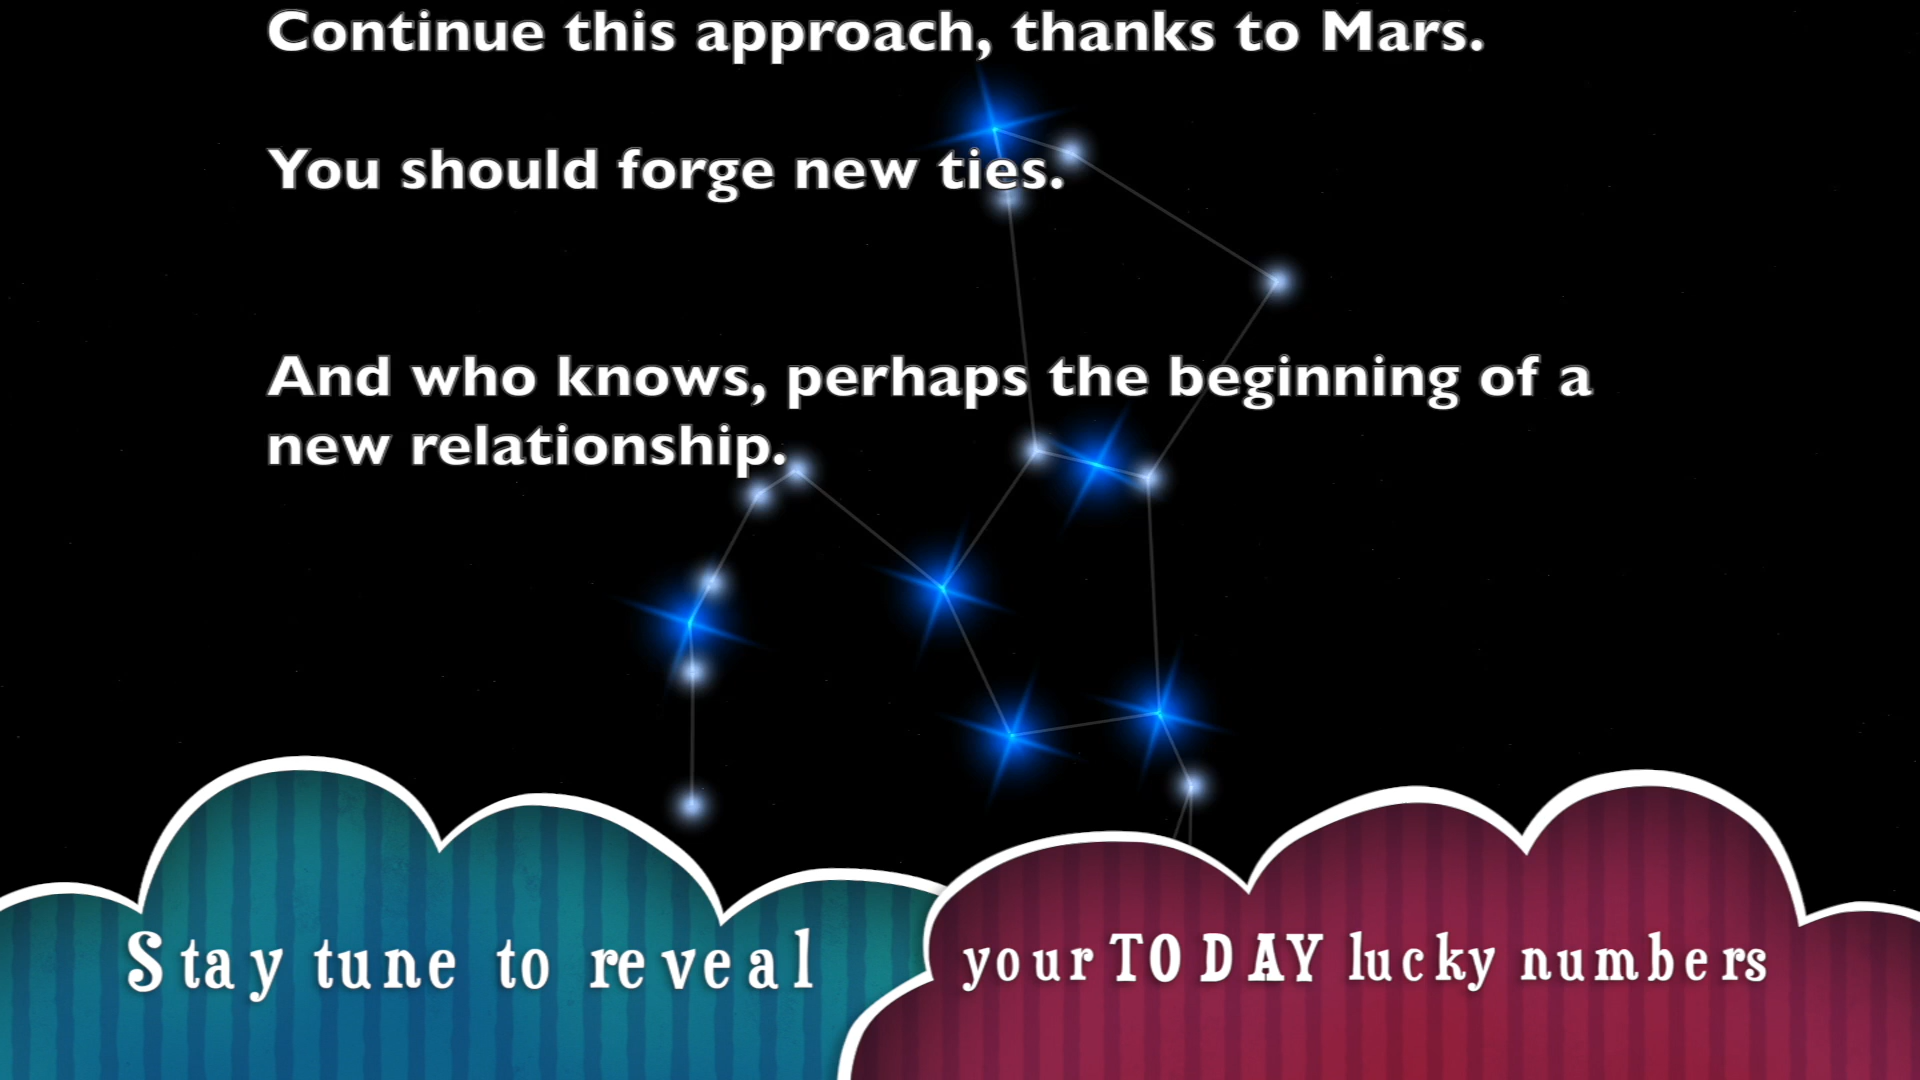 Continue this approach, thanks to Mars.
You should forge new ties.
And who knows, perhaps the beginning of a
new relationship.
Stay tune to reveal your TODAY lucky numbers